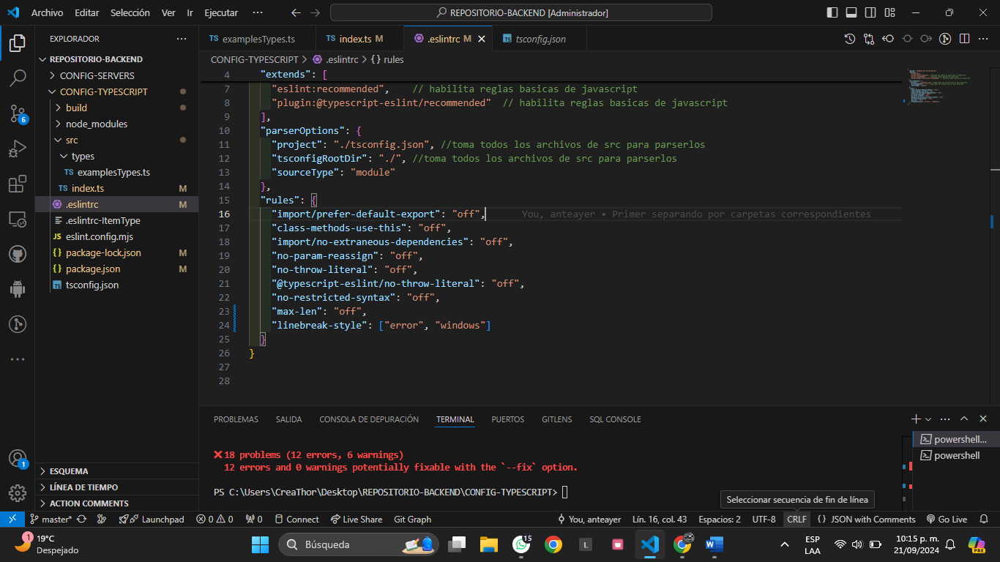 Archivo Editar Selección Ver Ir Ejecutar ··· REPOSITORIO-BACKEND [Administrador]
EXPLORADOR ···
REPOSITORIO-BACKEND
CONFIG-SERVERS
CONFIG-TYPESCRIPT
build
node_modules
src
types
TS examplesTypes.ts
TS index.ts M
.eslintrc M
.eslintrc-ItemType
JS eslint.config.mjs
{} package-lock.json M
{} package.json M
TS tsconfig.json
ESQUEMA
LÍNEA DE TIEMPO
ACTION COMMENTS
6
1
TS examplesTypes.ts TS index.ts M .eslintrc M TS tsconfig.json
CONFIG-TYPESCRIPT > .eslintrc > {} rules
4 "extends": [
7 "eslint:recommended", // habilita reglas basicas de javascript
8 "plugin:@typescript-eslint/recommended" // habilita reglas basicas de javascript
9 ],
10 "parserOptions": {
11 "project": "./tsconfig.json", //toma todos los archivos de src para parserlos
12 "tsconfigRootDir": "./", //toma todos los archivos de src para parserlos
13 "sourceType": "module"
14 },
15 "rules": {
16 "import/prefer-default-export": "off", You, anteayer • Primer separando por carpetas correspondientes
17 "class-methods-use-this": "off",
18 "import/no-extraneous-dependencies": "off",
19 "no-param-reassign": "off",
20 "no-throw-literal": "off",
21 "@typescript-eslint/no-throw-literal": "off",
22 "no-restricted-syntax": "off",
23 "max-len": "off",
24 "linebreak-style": ["error", "windows"]
25 }
26 }
27
28
PROBLEMAS SALIDA CONSOLA DE DEPURACIÓN TERMINAL PUERTOS GITLENS SQL CONSOLE
18 problems (12 errors, 6 warnings)
12 errors and 0 warnings potentially fixable with the `--fix` option.
PS C:\Users\CreaThor\Desktop\REPOSITORIO-BACKEND\CONFIG-TYPESCRIPT>
powershell...
powershell
Seleccionar secuencia de fin de línea
master* Launchpad 0 0 0 Connect Live Share Git Graph You, anteayer Lín. 16, col. 43 Espacios: 2 UTF-8 CRLF {} JSON with Comments Go Live
1 19°C
Despejado
Búsqueda
L
15
ESP
LAA
10:15 p. m.
21/09/2024
PRE